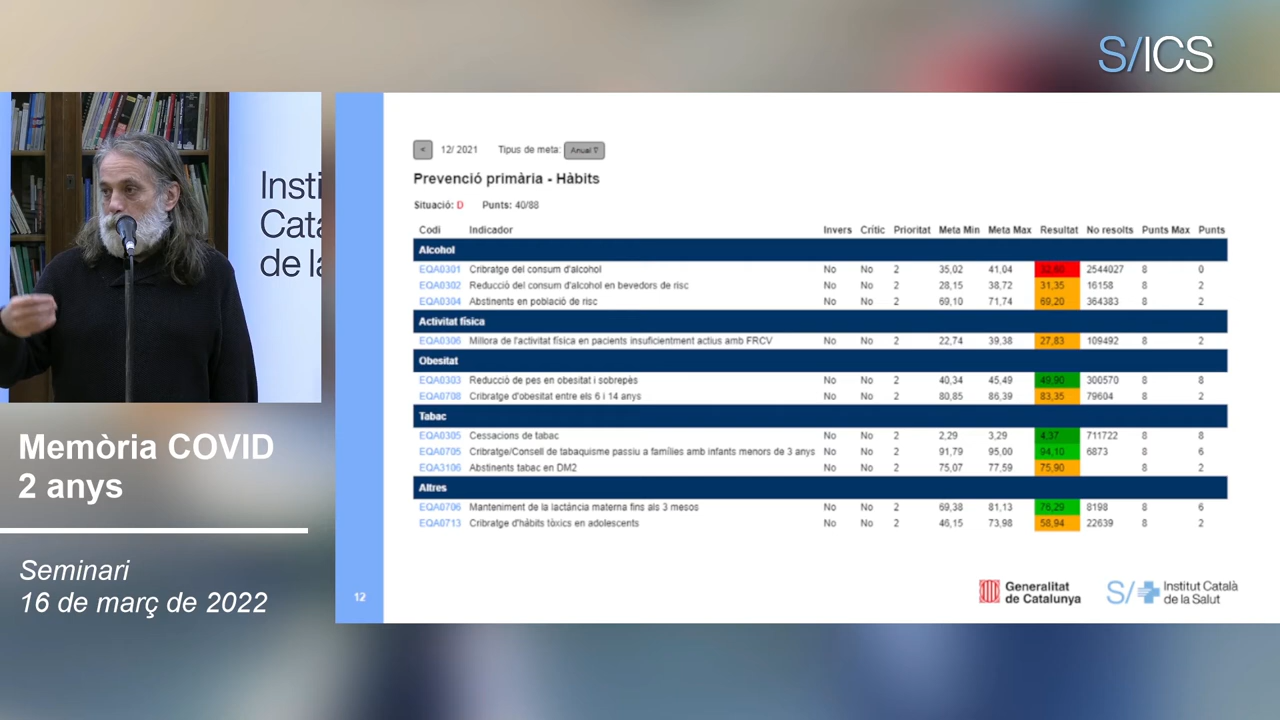 S/ICS
Insti
Cata
de la
Memòria COVID
2 anys
Seminari
16 de març de 2022
< 12/ 2021 Tipus de meta: Anual
Prevenció primària - Hàbits
Situació: D Punts: 40/88
Codi Indicador Invers Crític Prioritat Meta Min Meta Max Resultat No resolts Punts Max Punts
Alcohol
EQA0301 Cribratge del consum d'alcohol No No 2 35,02 41,04 2544027 8 0
EQA0302 Reducció del consum d'alcohol en bevedors de risc No No 2 28,15 38,72 31,35 16158 8 2
EQA0304 Abstinents en població de risc No No 2 69,10 71,74 69,20 364383 8 2
Activitat física
EQA0306 Millora de l'activitat física en pacients insuficientment actius amb FRCV No No 2 22,74 39,38 27,83 109492 8 2
Obesitat
EQA0303 Reducció de pes en obesitat i sobrepès No No 2 40,34 45,49 49,90 300570 8 8
EQA0708 Cribratge d'obesitat entre els 6 i 14 anys No No 2 80,85 86,39 83,35 79604 8 2
Tabac
EQA0305 Cessacions de tabac No No 2 2,29 3,29 4,37 711722 8 8
EQA0705 Cribratge/Consell de tabaquisme passiu a famílies amb infants menors de 3 anys No No 2 91,79 95,00 94,10 6873 8 6
EQA3106 Abstinents tabac en DM2 No No 2 75,07 77,59 75,90 8 2
Altres
EQA0706 Manteniment de la lactància materna fins als 3 mesos No No 2 69,38 81,13 76,29 8198 8 6
EQA0713 Cribratge d'hàbits tòxics en adolescents No No 2 46,15 73,98 58,94 22639 8 2
12
Generalitat
de Catalunya
S/
Institut Català
de la Salut